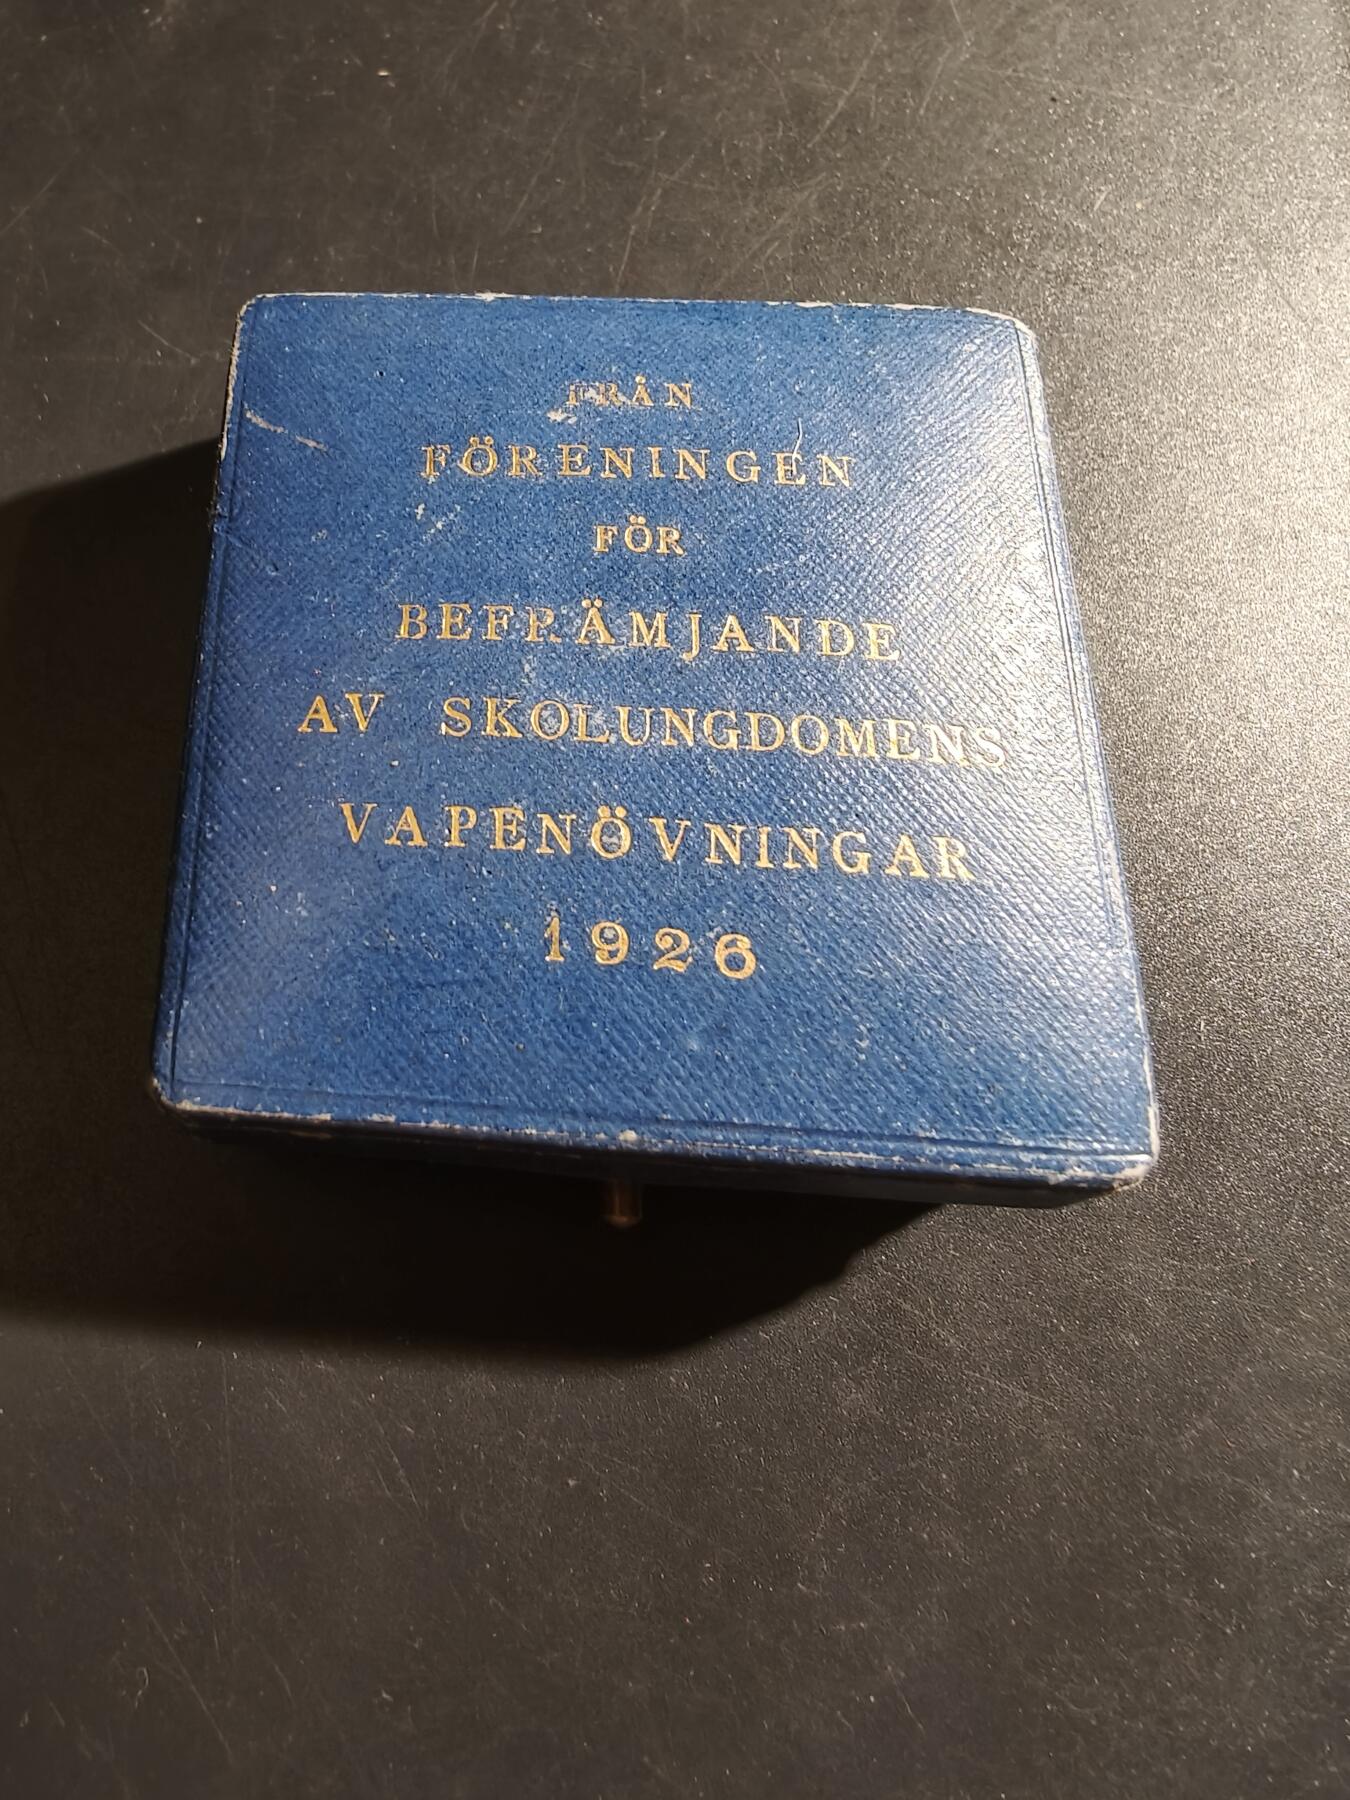 FRÅN
FÖRENINGEN
FÖR
BEFRÄMJANDE
AV SKOLUNGDOMENS
VAPENÖVNINGAR
1926